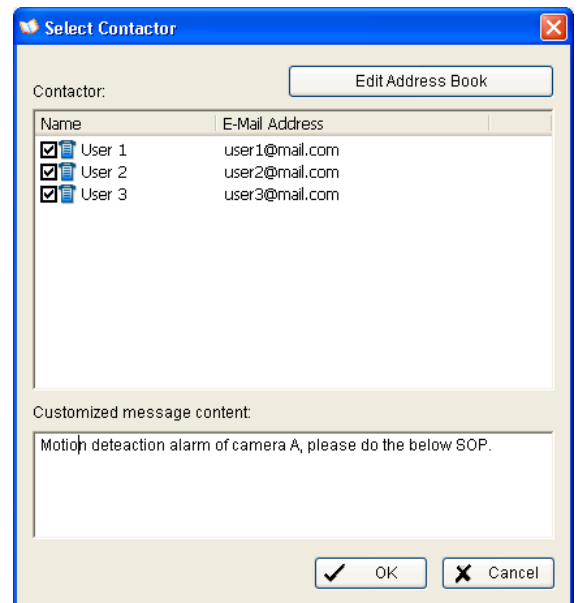 Select Contactor
Edit Address Book
Contactor:
Name E-Mail Address
User 1 user1@mail.com
User 2 user2@mail.com
User 3 user3@mail.com
Customized message content:
Motion deteaction alarm of camera A, please do the below SOP.
OK Cancel